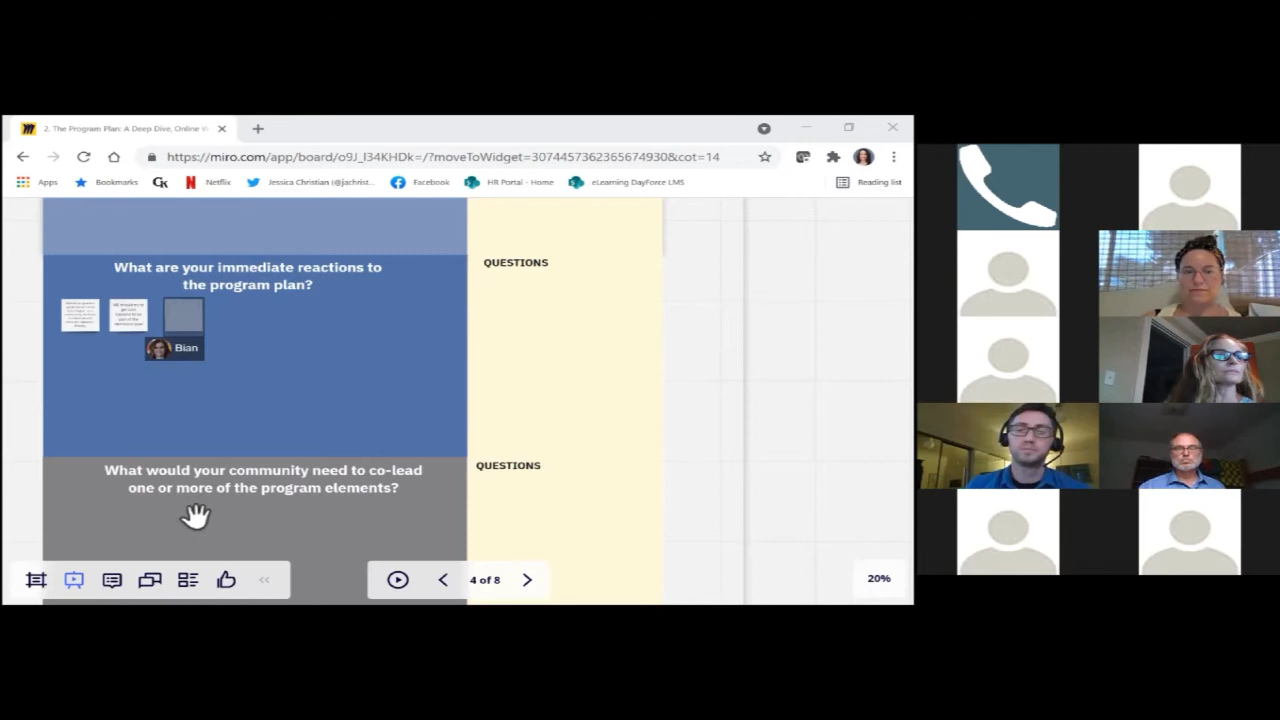 2. The Program Plan: A Deep Dive, Online
https://miro.com/app/board/o9J_l34KHDk=/?moveToWidget=3074457362365674930&cot=14
Apps
Bookmarks
GK
Netflix
Jessica Christian (@jachrist...
Facebook
HR Portal - Home
eLearning DayForce LMS
Reading list
What are your immediate reactions to
the program plan?
QUESTIONS
Bian
What would your community need to co-lead
one or more of the program elements?
QUESTIONS
4 of 8
20%